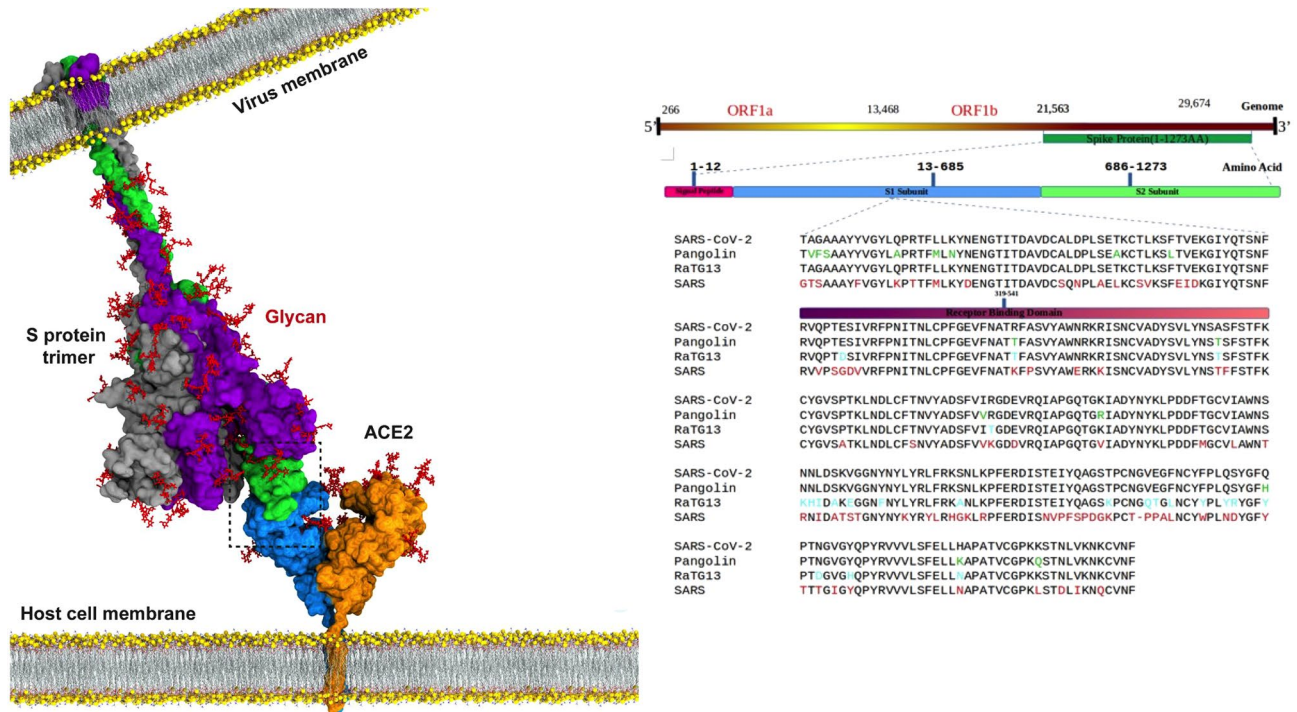 Virus membrane
Glycan
S protein
trimer
ACE2
Host cell membrane
266 ORF1a 13,468 ORF1b 21,563 29,674 Genome
5’ 3’
Spike Protein(1-1273AA)
1-12 13-685 686-1273 Amino Acid
Signal Peptide S1 Subunit S2 Subunit
SARS-CoV-2 TAGAAAYYVGYLQPRTFLLKYNENGTITDAVDCALDPLSETKCTLKSFTVEKGIYQTSNF
Pangolin TVFSAAYYVGYLAPRTFMLNYNENGTITDAVDCALDPLSEAKCTLKSLTVEKGIYQTSNF
RaTG13 TAGAAAYYVGYLQPRTFLLKYNENGTITDAVDCALDPLSETKCTLKSFTVEKGIYQTSNF
SARS GTSAAAYFVGYLKPTTFMLKYDENGTITDAVDCSQNPLAELKCSVKSFEIDKGIYQTSNF
319-541
Receptor Binding Domain
SARS-CoV-2 RVQPTESIVRFPNITNLCPFGEVFNATRFASVYAWNRKRISNCVADYSVLYNSASFSTFK
Pangolin RVQPTESIVRFPNITNLCPFGEVFNATTFASVYAWNRKRISNCVADYSVLYNSTSFSTFK
RaTG13 RVQPTDSIVRFPNITNLCPFGEVFNATTFASVYAWNRKRISNCVADYSVLYNSTSFSTFK
SARS RVVPSGDVVRFPNITNLCPFGEVFNATKFPSVYAWERKKISNCVADYSVLYNSTFFSTFK
SARS-CoV-2 CYGVSPTKLNDLCFTNVYADSFVIRGDEVRQIAPGQTGKIADYNYKLPDDFTGCVIAWNS
Pangolin CYGVSPTKLNDLCFTNVYADSFVVRGDEVRQIAPGQTGRIADYNYKLPDDFTGCVIAWNS
RaTG13 CYGVSPTKLNDLCFTNVYADSFVITGDEVRQIAPGQTGKIADYNYKLPDDFTGCVIAWNS
SARS CYGVSATKLNDLCFSNVYADSFVVKGDDVRQIAPGQTGVIADYNYKLPDDFMGCVLAWNT
SARS-CoV-2 NNLDSKVGGNYNYLYRLFRKSNLKPFERDISTEIYQAGSTPCNGVEGFNCYFPLQSYGFQ
Pangolin NNLDSKVGGNYNYLYRLFRKSNLKPFERDISTEIYQAGSTPCNGVEGFNCYFPLQSYGFH
RaTG13 KHIDAKEGGNFNYLYRLFRKANLKPFERDISTEIYQAGSKPCNGQTGLNCYYPLYRYGFY
SARS RNIDATSTGNYNYKYRYLRHGKLRPFERDISNVPFSPDGKPCT-PPALNCYWPLNDYGFY
SARS-CoV-2 PTNGVGYQPYRVVVLSFELLHAPATVCGPKKSTNLVKNKCVNF
Pangolin PTNGVGYQPYRVVVLSFELLKAPATVCGPKQSTNLVKNKCVNF
RaTG13 PTDGVGHQPYRVVVLSFELLNAPATVCGPKKSTNLVKNKCVNF
SARS TTTGIGYQPYRVVVLSFELLNAPATVCGPKLSTDLIKNQCVNF